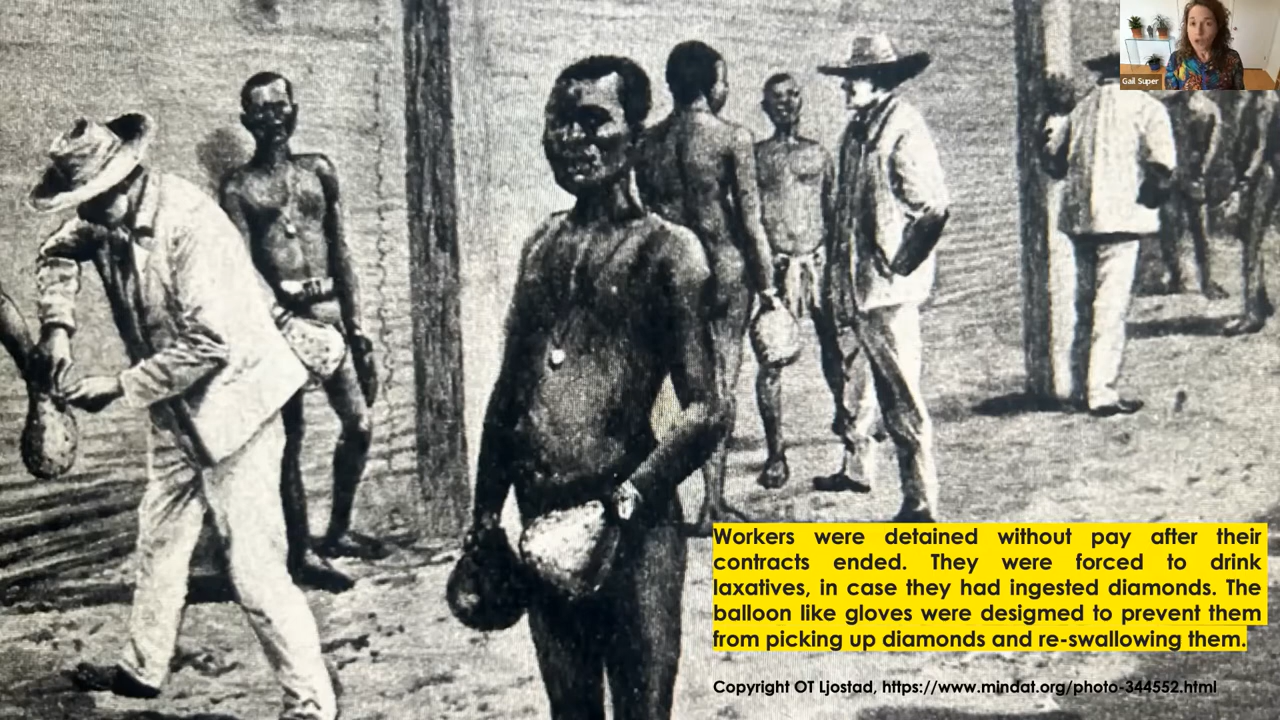 Gail Super
Workers were detained without pay after their
contracts ended. They were forced to drink
laxatives, in case they had ingested diamonds. The
balloon like gloves were desigmed to prevent them
from picking up diamonds and re-swallowing them.
Copyright OT Ljostad, https://www.mindat.org/photo-344552.html